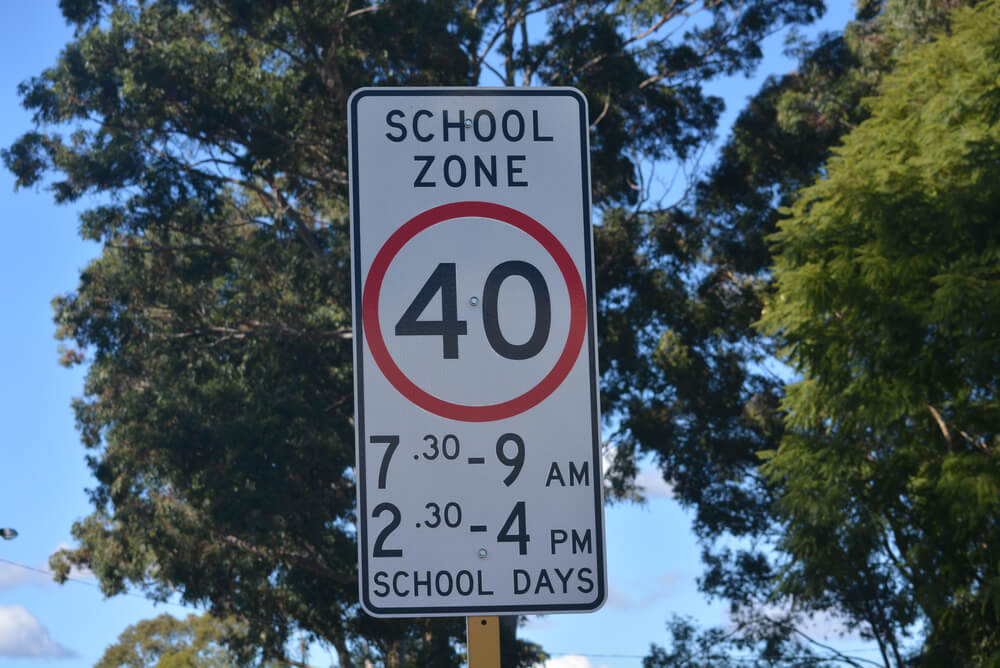 SCHOOL
ZONE
40
7.30-9 AM
2.30-4 PM
SCHOOL DAYS